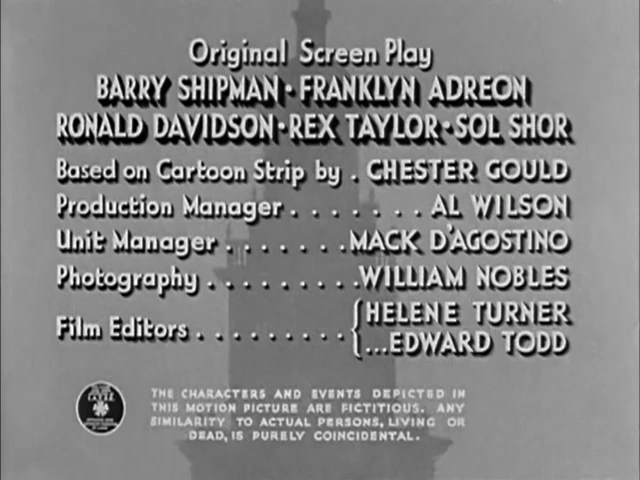 Original Screen Play
BARRY SHIPMAN · FRANKLYN ADREON
RONALD DAVIDSON · REX TAYLOR · SOL SHOR
Based on Cartoon Strip by . CHESTER GOULD
Production Manager . . . . . . . AL WILSON
Unit Manager . . . . . . . MACK D'AGOSTINO
Photography . . . . . . . . . WILLIAM NOBLES
Film Editors . . . . . . . . . HELENE TURNER
...EDWARD TODD
THE CHARACTERS AND EVENTS DEPICTED IN
THIS MOTION PICTURE ARE FICTITIOUS. ANY
SIMILARITY TO ACTUAL PERSONS, LIVING OR
DEAD, IS PURELY COINCIDENTAL.